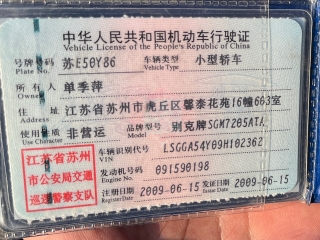 中华人民共和国机动车行驶证
Vehicle License of the People's Republic of China
号牌号码 苏E50Y86 车辆类型 小型轿车
Plate No. Vehicle Type
所有人 单季萍
Owner
住址 江苏省苏州市虎丘区馨泰花苑16幢603室
Address
使用性质 非营运 品牌型号 别克牌SGM7205ATA
Use Character Model
江苏省苏州市公安局交通巡逻警察支队
车辆识别代号 LSGGA54Y09H102362
VIN
发动机号码 091590198
Engine No.
注册日期 2009-06-15 发证日期 2009-06-15
Register Date Issue Date